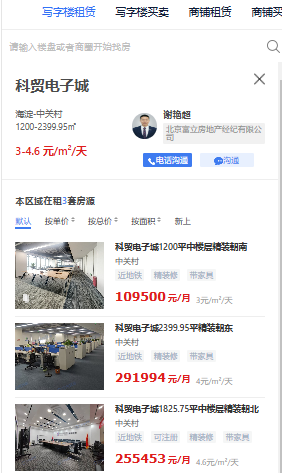 写字楼租赁 写字楼买卖 商铺租赁 商铺买
请输入楼盘或者商圈开始找房
科贸电子城
海淀-中关村
1200-2399.95㎡
3-4.6 元/m²/天
谢艳超
北京富立房地产经纪有限公司
电话沟通 沟通
本区域在租3套房源
默认 按单价 按总价 按面积 新上
科贸电子城1200平中楼层精装朝南
中关村
近地铁 精装修 带家具
109500 元/月 3元/m²/天
科贸电子城2399.95平精装朝东
中关村
近地铁 精装修 带家具
291994 元/月 4元/m²/天
科贸电子城1825.75平中楼层精装朝北
中关村
近地铁 可注册 精装修 带家具
255453 元/月 4.6元/m²/天